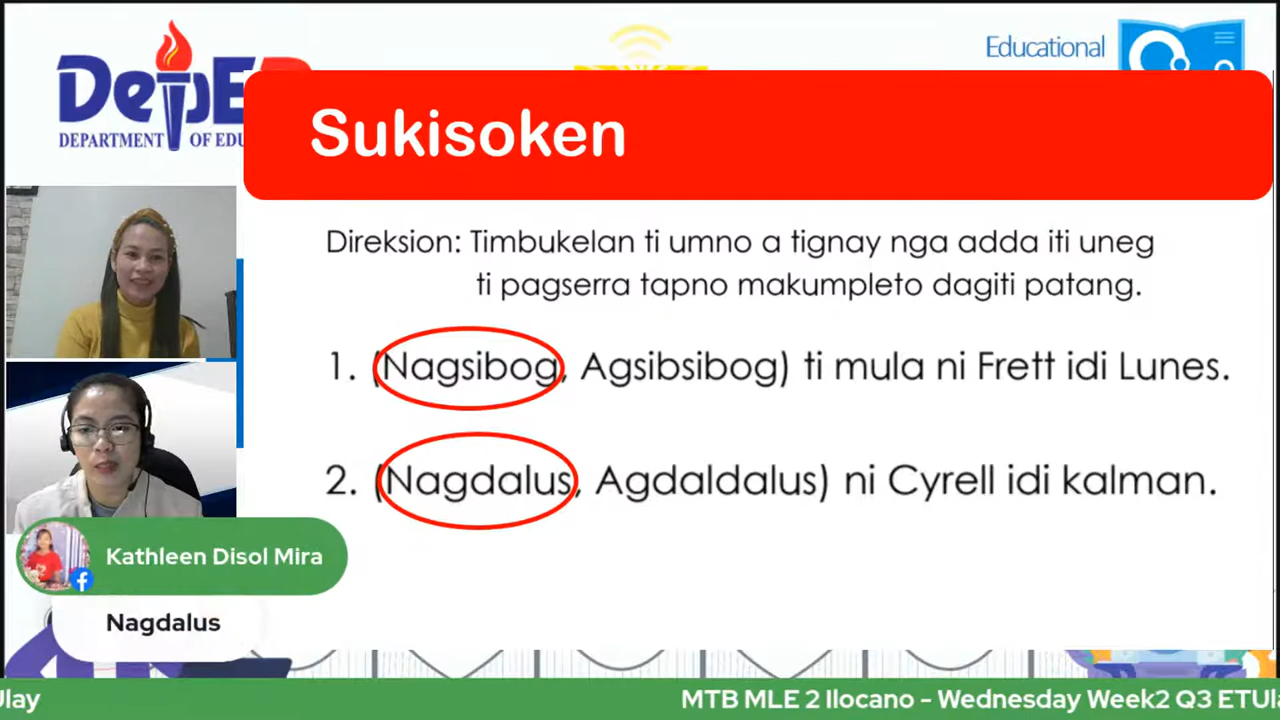 DepED
DEPARTMENT OF EDU
Educational
Sukisoken
Direksion: Timbukelan ti umno a tignay nga adda iti uneg
ti pagserra tapno makumpleto dagiti patang.
1. (Nagsibog, Agsibsibog) ti mula ni Frett idi Lunes.
2. (Nagdalus, Agdaldalus) ni Cyrell idi kalman.
Kathleen Disol Mira
Nagdalus
Ulay MTB MLE 2 Ilocano - Wednesday Week2 Q3 ETUla